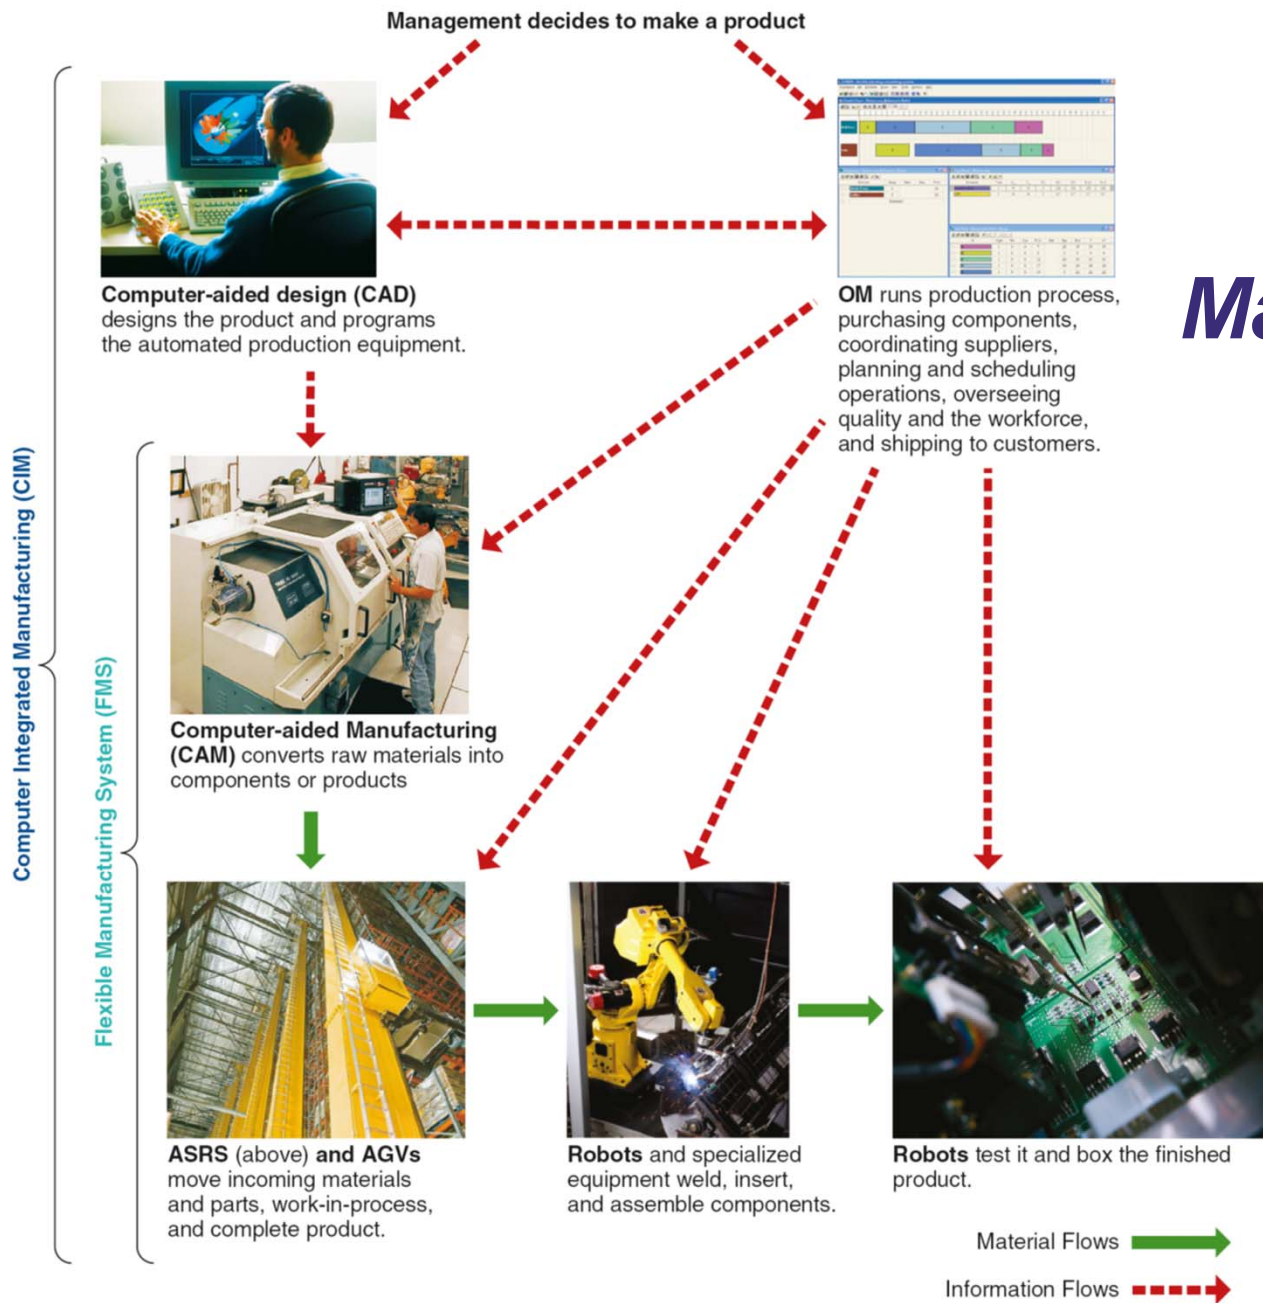 Management decides to make a product
Computer-aided design (CAD)
designs the product and programs
the automated production equipment.
OM runs production process,
purchasing components,
coordinating suppliers,
planning and scheduling
operations, overseeing
quality and the workforce,
and shipping to customers.
Ma
Computer Integrated Manufacturing (CIM)
Flexible Manufacturing System (FMS)
Computer-aided Manufacturing
(CAM) converts raw materials into
components or products
ASRS (above) and AGVs
move incoming materials
and parts, work-in-process,
and complete product.
Robots and specialized
equipment weld, insert,
and assemble components.
Robots test it and box the finished
product.
Material Flows
Information Flows